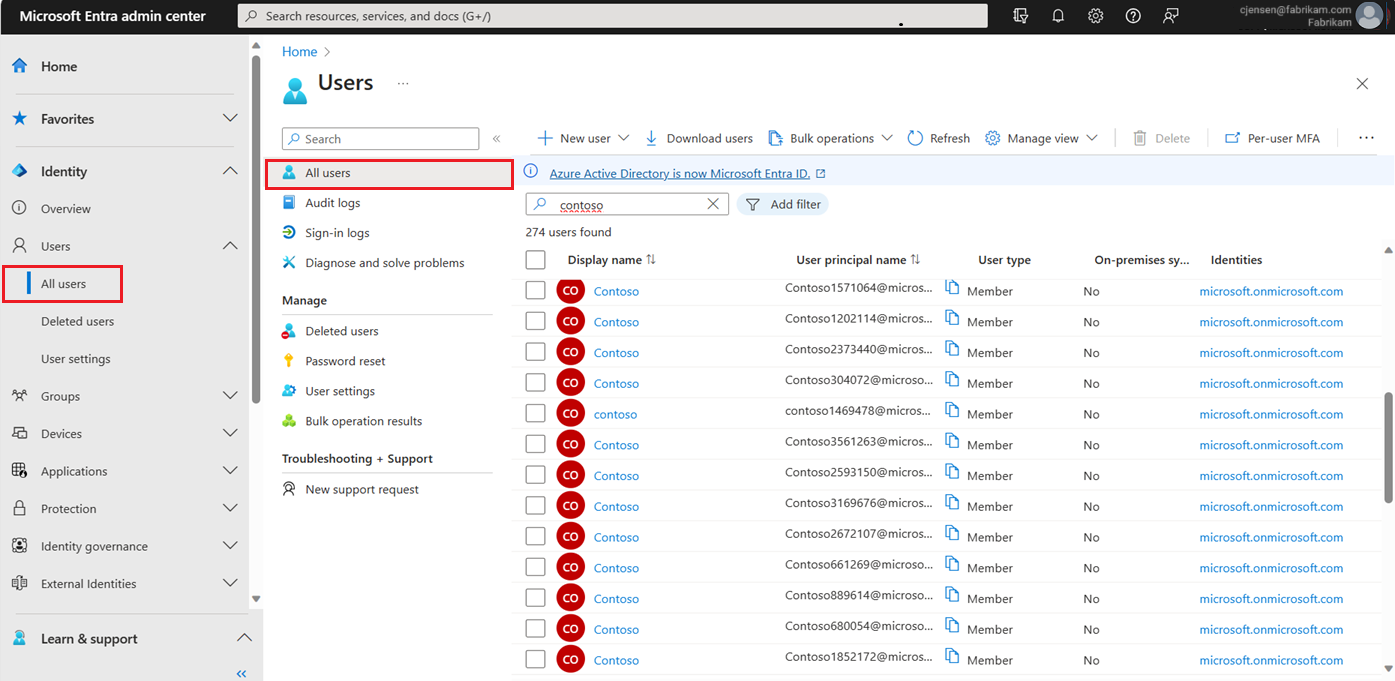 Microsoft Entra admin center
Search resources, services, and docs (G+/)
cjensen@fabrikam.com
Fabrikam
Home
Favorites
Identity
Overview
Users
All users
Deleted users
User settings
Groups
Devices
Applications
Protection
Identity governance
External Identities
Learn & support
Home
Users
Search
All users
Audit logs
Sign-in logs
Diagnose and solve problems
Manage
Deleted users
Password reset
User settings
Bulk operation results
Troubleshooting + Support
New support request
New user Download users Bulk operations Refresh Manage view Delete Per-user MFA
Azure Active Directory is now Microsoft Entra ID.
contoso Add filter
274 users found
Display name User principal name User type On-premises sy... Identities
CO Contoso Contoso1571064@micros... Member No microsoft.onmicrosoft.com
CO Contoso Contoso1202114@micros... Member No microsoft.onmicrosoft.com
CO Contoso Contoso2373440@micros... Member No microsoft.onmicrosoft.com
CO Contoso Contoso304072@microso... Member No microsoft.onmicrosoft.com
CO contoso contoso1469478@micros... Member No microsoft.onmicrosoft.com
CO Contoso Contoso3561263@micros... Member No microsoft.onmicrosoft.com
CO Contoso Contoso2593150@micros... Member No microsoft.onmicrosoft.com
CO Contoso Contoso3169676@micros... Member No microsoft.onmicrosoft.com
CO Contoso Contoso2672107@micros... Member No microsoft.onmicrosoft.com
CO Contoso Contoso661269@microso... Member No microsoft.onmicrosoft.com
CO Contoso Contoso889614@microso... Member No microsoft.onmicrosoft.com
CO Contoso Contoso680054@microso... Member No microsoft.onmicrosoft.com
CO Contoso Contoso1852172@micros... Member No microsoft.onmicrosoft.com